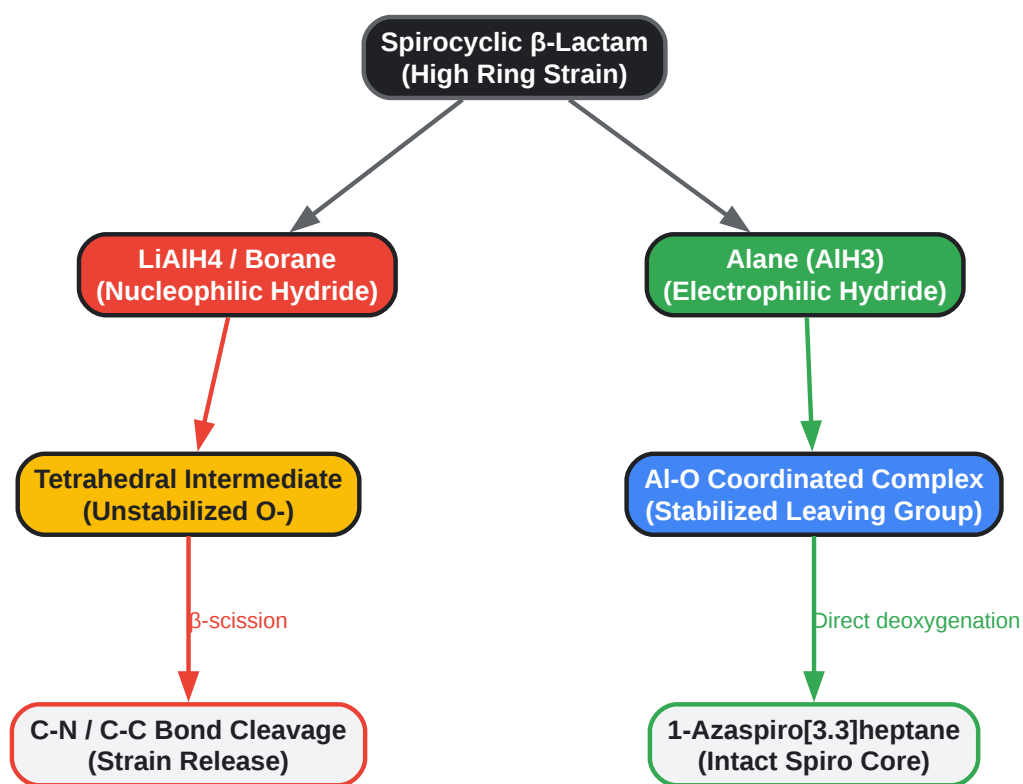 Spirocyclic β-Lactam
(High Ring Strain)
LiAlH4 / Borane
(Nucleophilic Hydride)
Alane (AlH3)
(Electrophilic Hydride)
Tetrahedral Intermediate
(Unstabilized O-)
Al-O Coordinated Complex
(Stabilized Leaving Group)
β-scission
Direct deoxygenation
C-N / C-C Bond Cleavage
(Strain Release)
1-Azaspiro[3.3]heptane
(Intact Spiro Core)